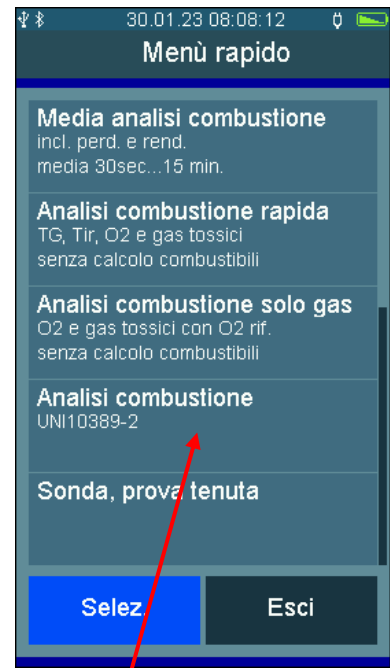 30.01.23 08:08:12
Menù rapido
Media analisi combustione
incl. perd. e rend.
media 30sec...15 min.
Analisi combustione rapida
TG, Tir, O2 e gas tossici
senza calcolo combustibili
Analisi combustione solo gas
O2 e gas tossici con O2 rif.
senza calcolo combustibili
Analisi combustione
UNI10389-2
Sonda, prova tenuta
Selez.
Esci